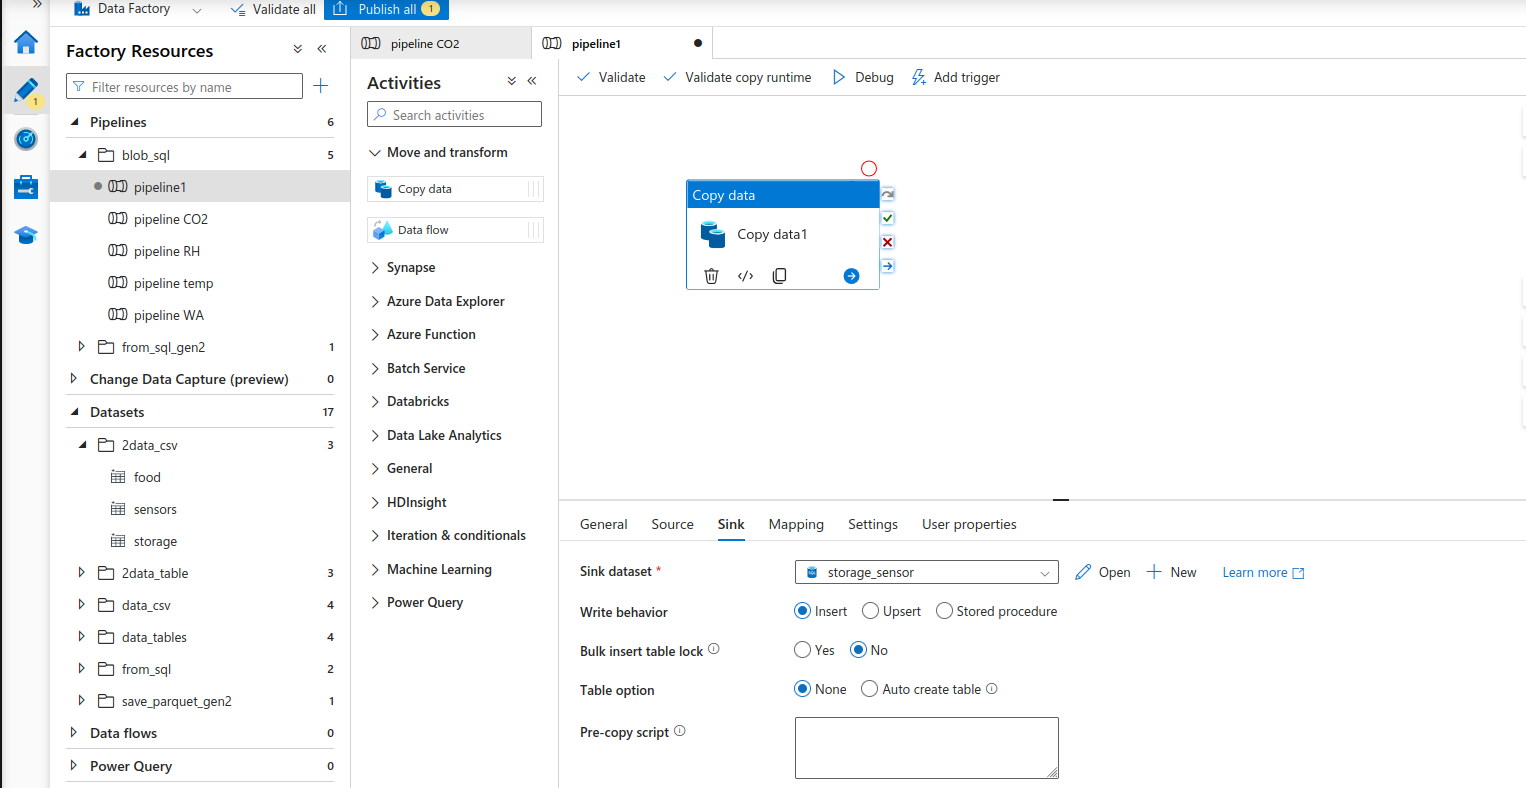 Data Factory
Validate all
Publish all 1
Factory Resources
Filter resources by name
1
Pipelines 6
blob_sql 5
pipeline1
pipeline CO2
pipeline RH
pipeline temp
pipeline WA
from_sql_gen2 1
Change Data Capture (preview) 0
Datasets 17
2data_csv 3
food
sensors
storage
2data_table 3
data_csv 4
data_tables 4
from_sql 2
save_parquet_gen2 1
Data flows 0
Power Query 0
pipeline CO2
pipeline1
Activities
Search activities
Move and transform
Copy data
Data flow
Synapse
Azure Data Explorer
Azure Function
Batch Service
Databricks
Data Lake Analytics
General
HDInsight
Iteration & conditionals
Machine Learning
Power Query
Validate
Validate copy runtime
Debug
Add trigger
Copy data
Copy data1
General Source Sink Mapping Settings User properties
Sink dataset *
storage_sensor
Open
New
Learn more
Write behavior
Insert Upsert Stored procedure
Bulk insert table lock
Yes No
Table option
None Auto create table
Pre-copy script